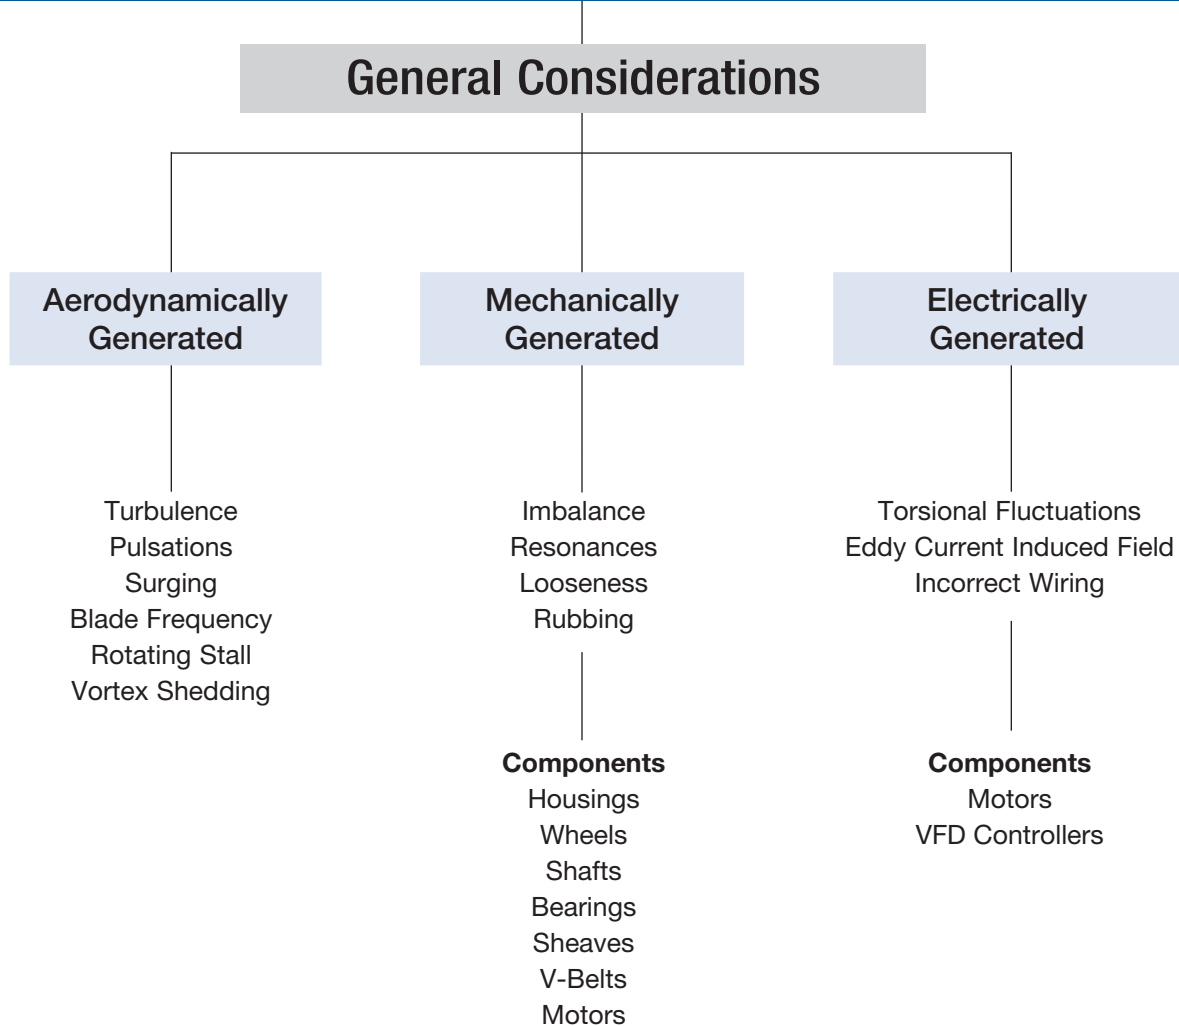 General Considerations
Aerodynamically
Generated
Mechanically
Generated
Electrically
Generated
Turbulence
Pulsations
Surging
Blade Frequency
Rotating Stall
Vortex Shedding
Imbalance
Resonances
Looseness
Rubbing
Components
Housings
Wheels
Shafts
Bearings
Sheaves
V-Belts
Motors
Torsional Fluctuations
Eddy Current Induced Field
Incorrect Wiring
Components
Motors
VFD Controllers